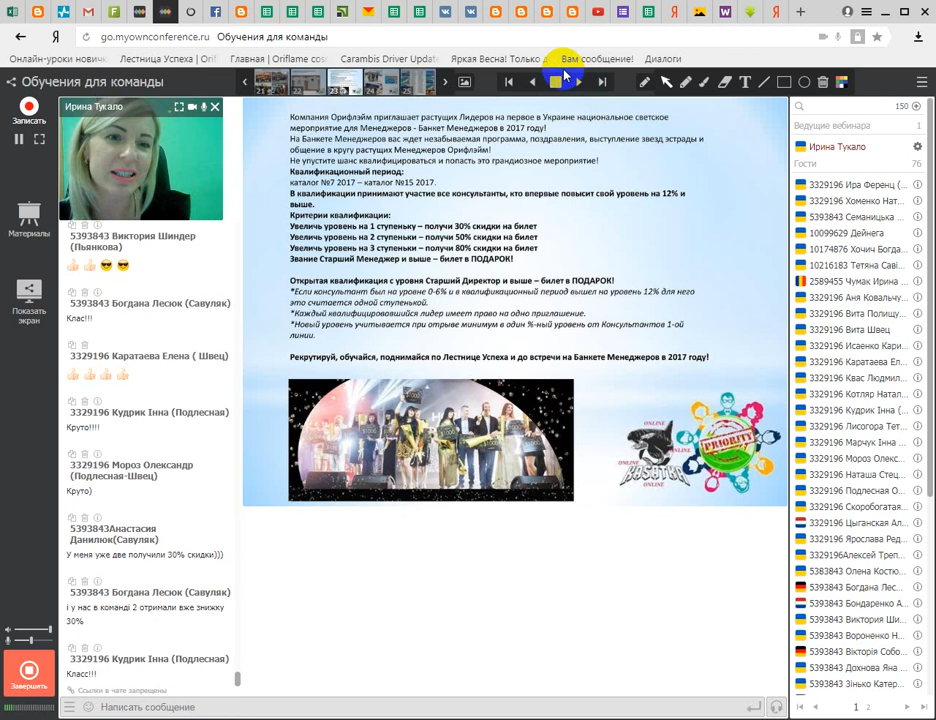 go.myownconference.ru Обучения для команды
Онлайн-уроки новичк
Лестница Успеха | Orif
Главная | Oriflame cos
Carambis Driver Updat
Яркая Весна! Только
Вам сообщение!
Диалоги
Обучения для команды
21
22
23
24
25
150
Записать
Материалы
Показать экран
Завершить
Ирина Тукало
5393843 Виктория Шиндер (Пьянкова)
5393843 Богдана Лесюк (Савуляк)
Клас!!!
3329196 Каратаева Елена ( Швец)
3329196 Кудрик Інна (Подлесная)
Круто!!!!
3329196 Мороз Олександр
(Подлесная-Швец)
Круто)
5393843Анастасия
Данилюк(Савуляк)
У меня уже две получили 30% скидки)))
5393843 Богдана Лесюк (Савуляк)
і у нас в команді 2 отримали вже знижку
30%
3329196 Кудрик Інна (Подлесная)
Класс!!!
Ссылки в чате запрещены
Написать сообщение
Компания Орифлэйм приглашает растущих Лидеров на первое в Украине национальное светское
мероприятие для Менеджеров - Банкет Менеджеров в 2017 году!
На Банкете Менеджеров вас ждет незабываемая программа, поздравления, выступление звезд эстрады и
общение в кругу растущих Менеджеров Орифлэйм!
Не упустите шанс квалифицироваться и попасть это грандиозное мероприятие!
Квалификационный период:
каталог №7 2017 – каталог №15 2017.
В квалификации принимают участие все консультанты, кто впервые повысит свой уровень на 12% и
выше.
Критерии квалификации:
Увеличь уровень на 1 ступеньку – получи 30% скидки на билет
Увеличь уровень на 2 ступеньки – получи 50% скидки на билет
Увеличь уровень на 3 ступеньки – получи 80% скидки на билет
Звание Старший Менеджер и выше – билет в ПОДАРОК!
Открытая квалификация с уровня Старший Директор и выше – билет в ПОДАРОК!
*Если консультант был на уровне 0-6% и в квалификационный период вышел на уровень 12% для него
это считается одной ступенькой.
*Каждый квалифицировавшийся лидер имеет право на одно приглашение.
*Новый уровень учитывается при отрыве минимум в один %-ный уровень от Консультантов 1-ой
линии.
Рекрутируй, обучайся, поднимайся по Лестнице Успеха и до встречи на Банкете Менеджеров в 2017 году!
ONLINE
ONLINE
ONLINE
КАСАТКА
ONLINE
PRIORITY
Ведущие вебинара 1
Ирина Тукало
Гости 76
3329196 Ира Ференц (...
3329196 Хоменко Нат...
5393843 Семаницька ...
10099629 Дейнега
10174876 Хочич Богда...
10216183 Тетяна Саві...
2589455 Чумак Ирина ...
3329196 Аня Ковальчу...
3329196 Вита Полищу...
3329196 Вита Швец
3329196 Исаенко Кари...
3329196 Каратаева Ел...
3329196 Квас Людмил...
3329196 Котляр Натал...
3329196 Кудрик Інна (...
3329196 Лисогора Тет...
3329196 Марчук Інна ...
3329196 Мороз Олекс...
3329196 Наташа Стец...
3329196 Подлесная О...
3329196 Скоробогатая...
3329196 Цыганская Ал...
3329196 Ярослава Ред...
3329196Алексей Треп...
5383843 Олена Костю...
5393843 Богдана Лес...
5393843 Бондаренко А...
5393843 Виктория Ши...
5393843 Вороненко Н...
5393843 Вікторія Собо...
5393843 Дохнова Яна ...
5393843 Зінько Катер...
1 2